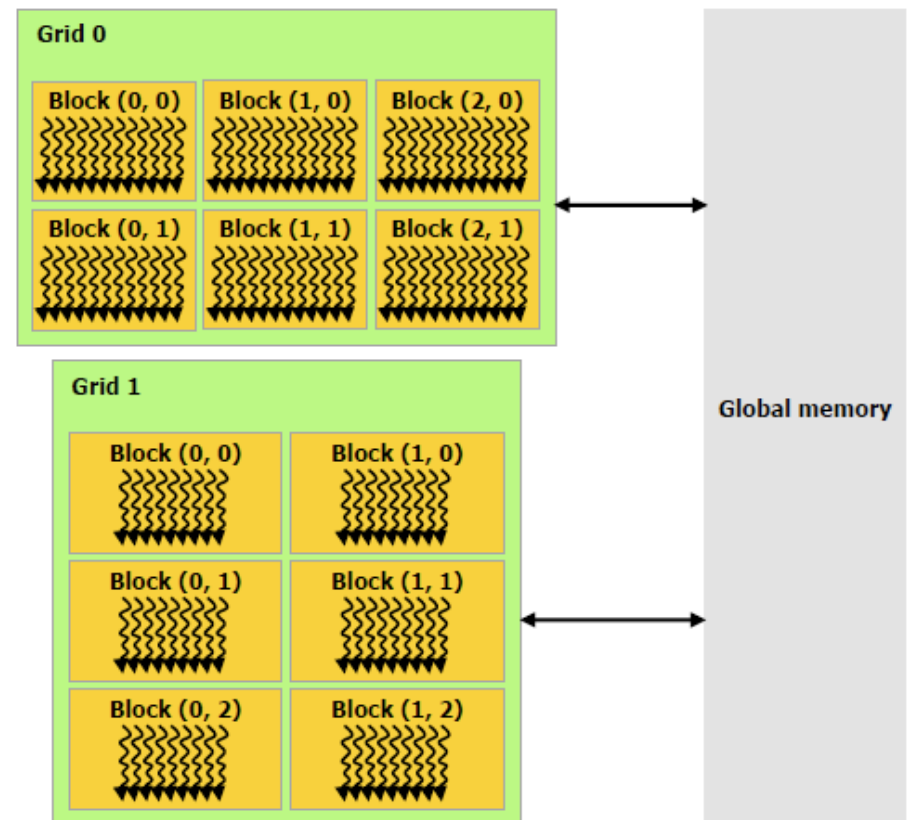 Grid 0
Block (0, 0) Block (1, 0) Block (2, 0)
Block (0, 1) Block (1, 1) Block (2, 1)
Grid 1
Block (0, 0) Block (1, 0)
Block (0, 1) Block (1, 1)
Block (0, 2) Block (1, 2)
Global memory